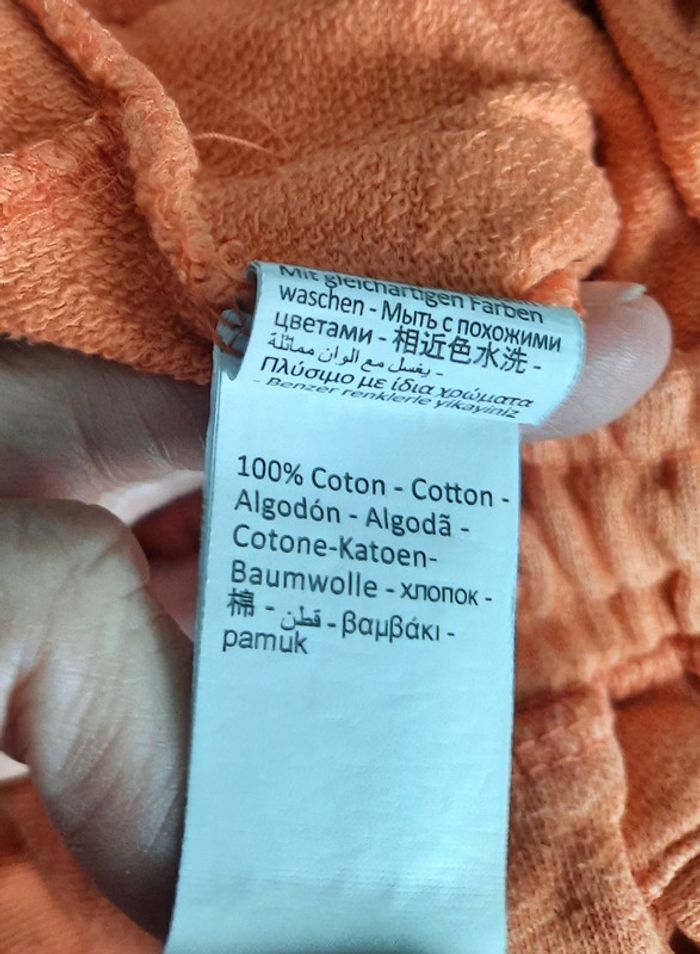 Mit gleichartigen Farben
waschen - Мыть с похожими
цветами - 相近色水洗 -
يغسل مع الوان مماثلة -
Πλύσιμο με ίδια χρώματα
- Benzer renklerle yikayiniz
100% Coton - Cotton -
Algodón - Algodã -
Cotone-Katoen-
Baumwolle - хлопок -
棉 - قطن - βαμβάκι -
pamuk